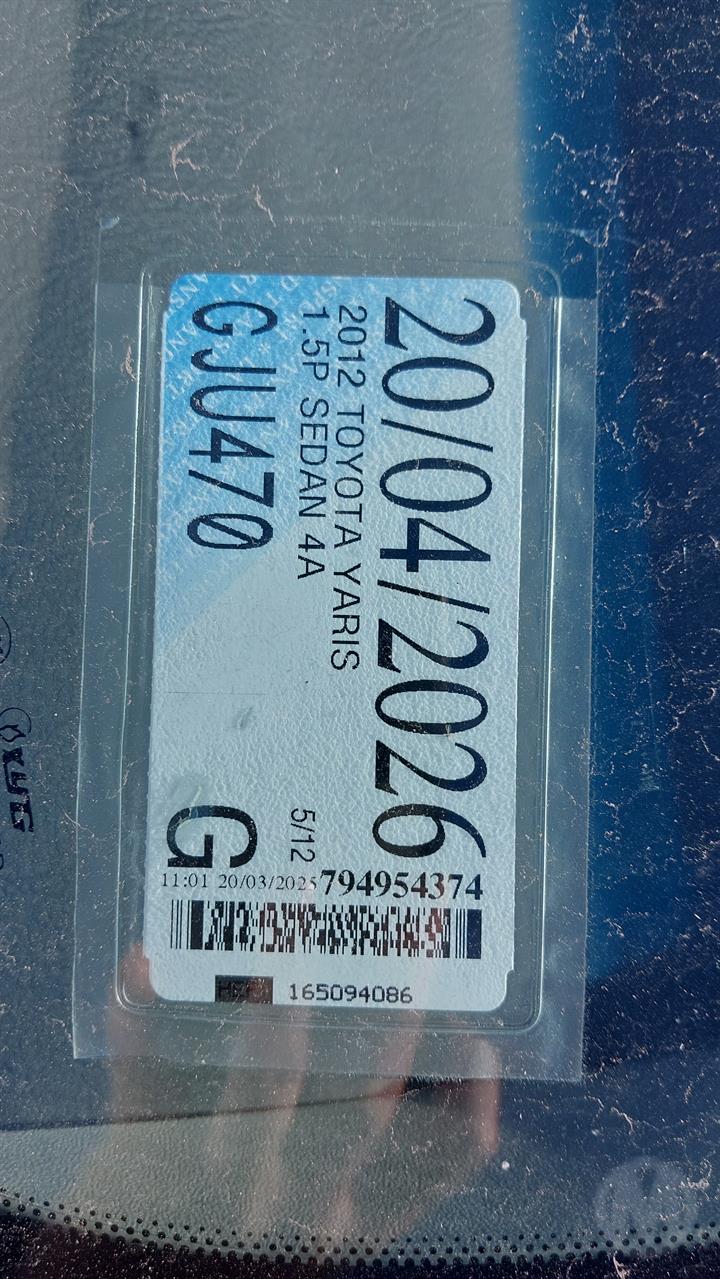 20/04/2026
2012 TOYOTA YARIS
1.5P SEDAN 4A
5/12
GJU470
G
11:01 20/03/2025
794954374
165094086